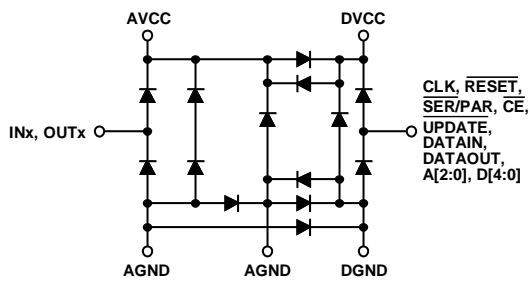 AVCC
DVCC
INx, OUTx
CLK, RESET,
SER/PAR, CE,
UPDATE,
DATAIN,
DATAOUT,
A[2:0], D[4:0]
AGND
AGND
DGND